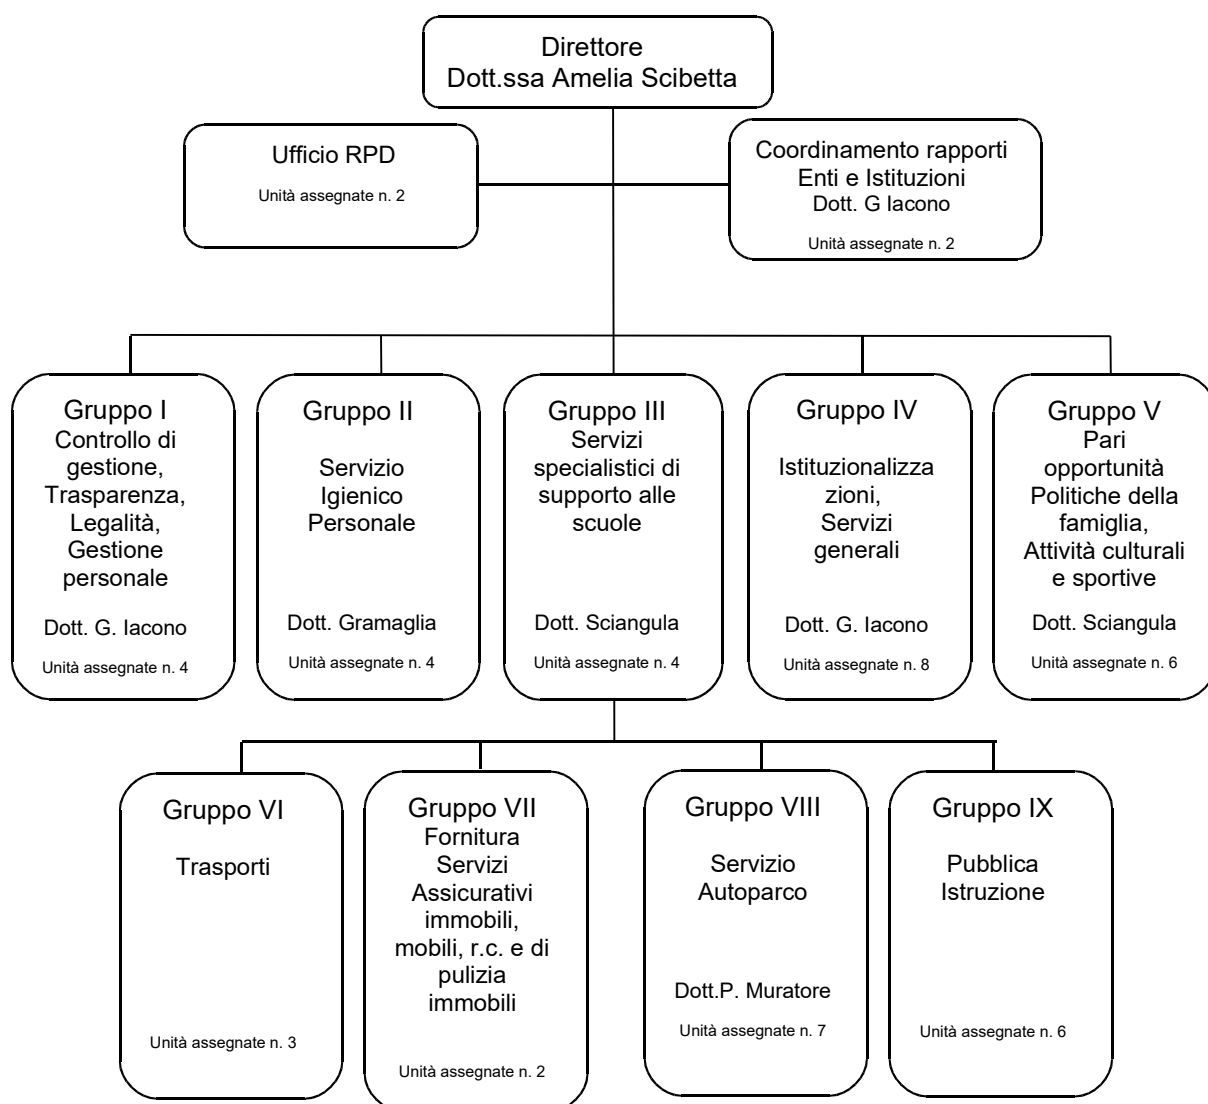 Direttore
Dott.ssa Amelia Scibetta
Ufficio RPD
Unità assegnate n. 2
Coordinamento rapporti
Enti e Istituzioni
Dott. G Iacono
Unità assegnate n. 2
Gruppo I
Controllo di
gestione,
Trasparenza,
Legalità,
Gestione
personale
Dott. G. Iacono
Unità assegnate n. 4
Gruppo II
Servizio
Igienico
Personale
Dott. Gramaglia
Unità assegnate n. 4
Gruppo III
Servizi
specialistici di
supporto alle
scuole
Dott. Sciangula
Unità assegnate n. 4
Gruppo IV
Istituzionalizza
zioni,
Servizi
generali
Dott. G. Iacono
Unità assegnate n. 8
Gruppo V
Pari
opportunità
Politiche della
famiglia,
Attività culturali
e sportive
Dott. Sciangula
Unità assegnate n. 6
Gruppo VI
Trasporti
Unità assegnate n. 3
Gruppo VII
Fornitura
Servizi
Assicurativi
immobili,
mobili, r.c. e di
pulizia
immobili
Unità assegnate n. 2
Gruppo VIII
Servizio
Autoparco
Dott.P. Muratore
Unità assegnate n. 7
Gruppo IX
Pubblica
Istruzione
Unità assegnate n. 6